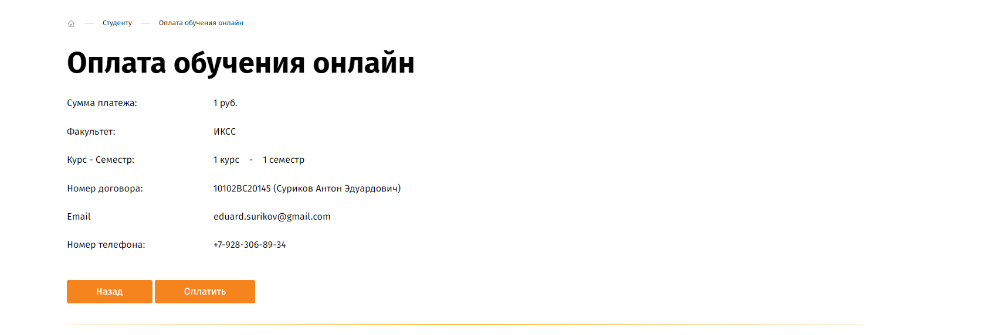 Студенту — Оплата обучения онлайн
Оплата обучения онлайн
Сумма платежа: 1 руб.
Факультет: ИКСС
Курс - Семестр: 1 курс - 1 семестр
Номер договора: 10102ВС20145 (Суриков Антон Эдуардович)
Email eduard.surikov@gmail.com
Номер телефона: +7-928-306-89-34
Назад Оплатить